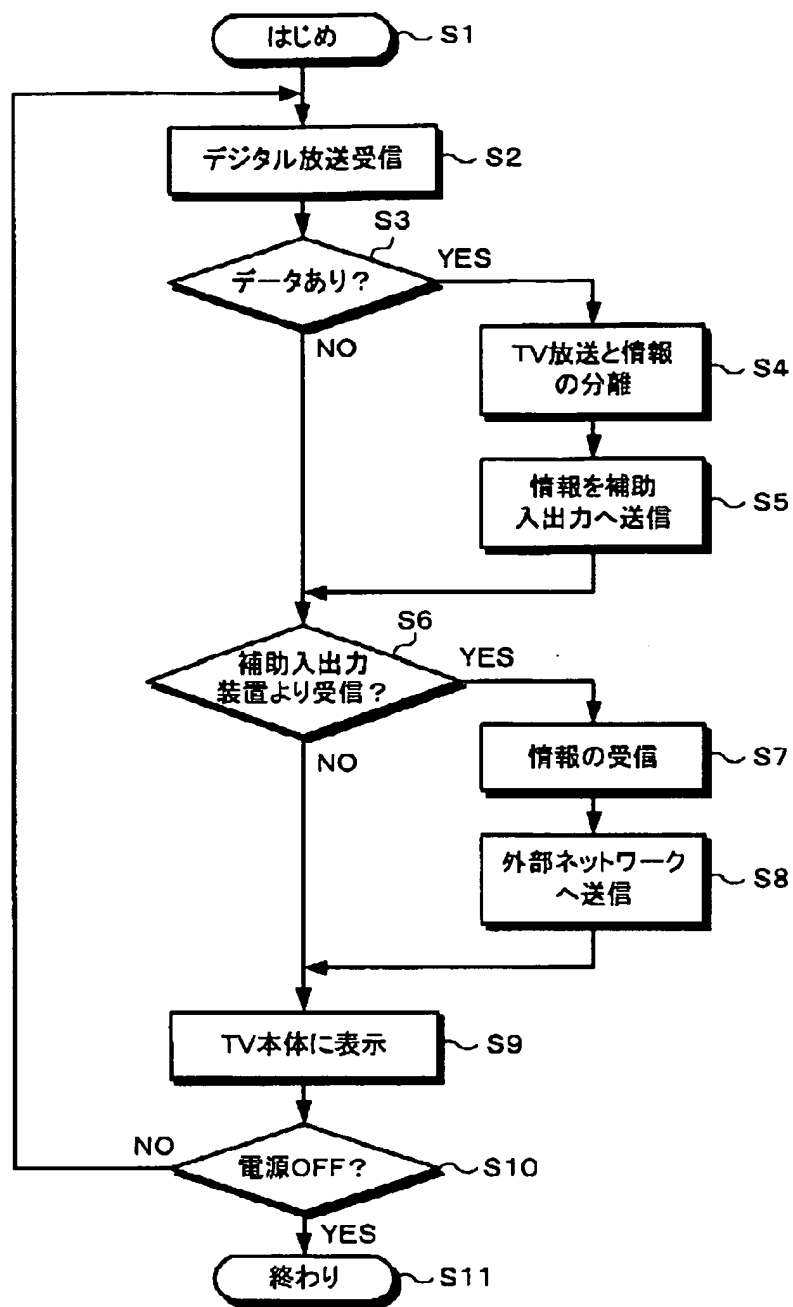 はじめ
S1
デジタル放送受信
S2
S3
データあり?
YES
NO
TV放送と情報
の分離
S4
情報を補助
入出力へ送信
S5
S6
補助入出力
装置より受信?
YES
NO
情報の受信
S7
外部ネットワーク
へ送信
S8
TV本体に表示
S9
NO
電源OFF?
S10
YES
終わり
S11